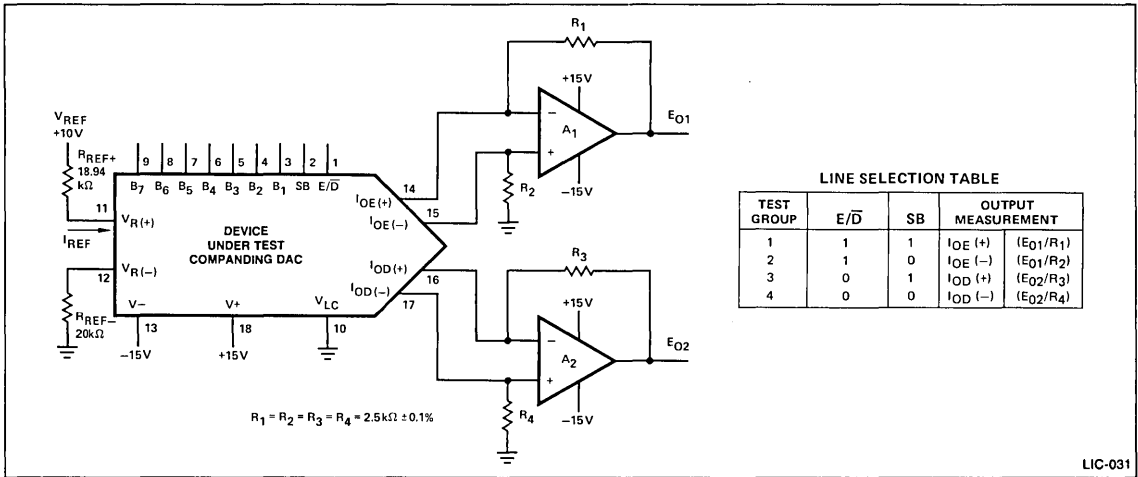 R1
+15V
−
A1
+
EO1
−15V
R2
VREF
+10V
RREF+
18.94
kΩ
9 8 7 6 5 4 3 2 1
B7 B6 B5 B4 B3 B2 B1 SB E/D̅
14
IOE(+)
15
IOE(−)
11
VR(+)
IREF
DEVICE
UNDER TEST
COMPANDING DAC
12
VR(−)
IOD(+)
16
IOD(−)
17
RREF−
20kΩ
V− V+ VLC
13 18 10
−15V +15V
R3
+15V
−
A2
+
EO2
−15V
R4
R1 = R2 = R3 = R4 = 2.5kΩ ±0.1%
LINE SELECTION TABLE
TEST GROUP E/D̅ SB OUTPUT MEASUREMENT
1 1 1 IOE (+) (EO1/R1)
2 1 0 IOE (−) (EO1/R2)
3 0 1 IOD (+) (EO2/R3)
4 0 0 IOD (−) (EO2/R4)
LIC-031